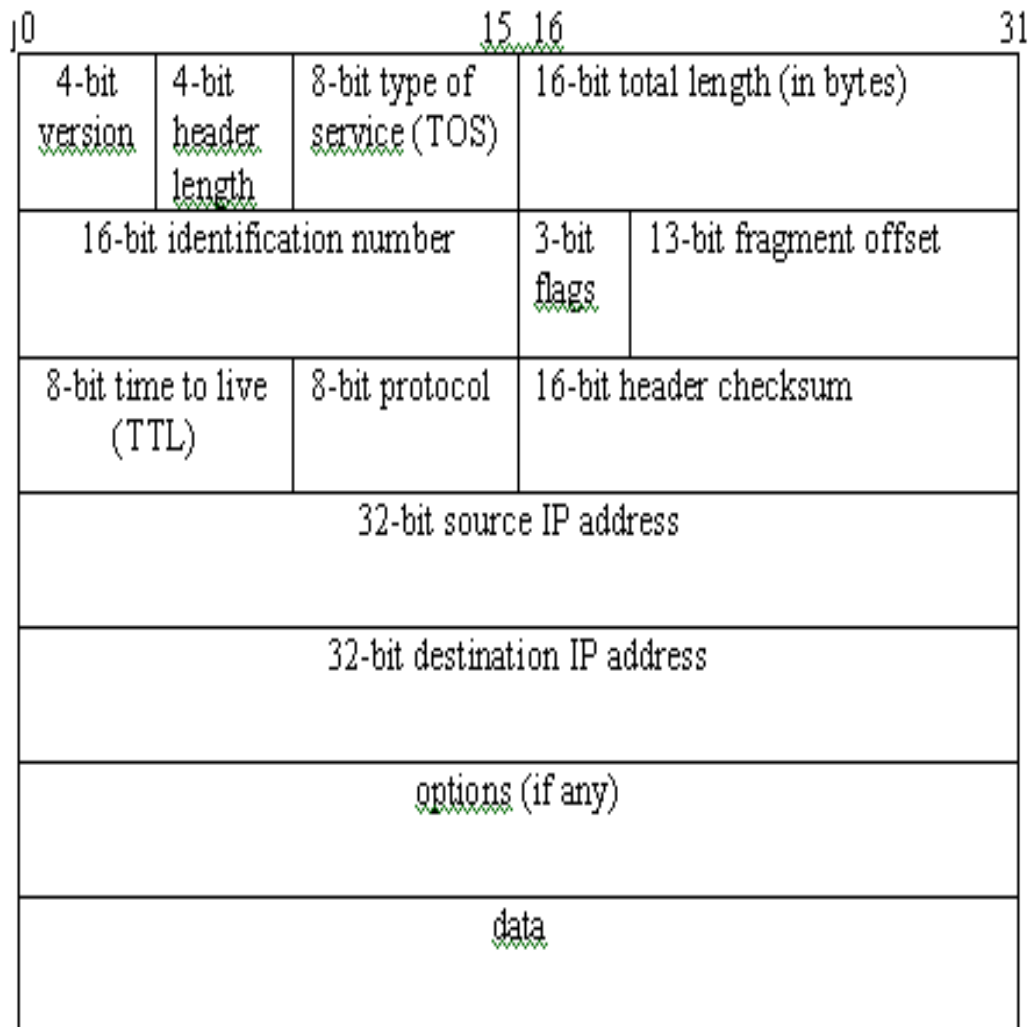 0 15 16 31
4-bit version
4-bit header length
8-bit type of service (TOS)
16-bit total length (in bytes)
16-bit identification number
3-bit flags
13-bit fragment offset
8-bit time to live (TTL)
8-bit protocol
16-bit header checksum
32-bit source IP address
32-bit destination IP address
options (if any)
data